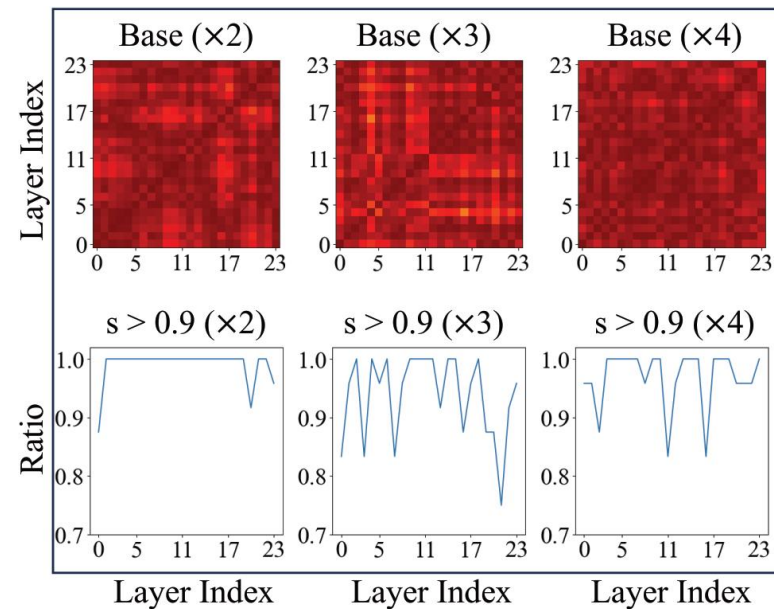 Base (×2) Base (×3) Base (×4)
Layer Index
23 23 23
17 17 17
11 11 11
5 5 5
0 0 0
0 5 11 17 23 0 5 11 17 23 0 5 11 17 23
s > 0.9 (×2) s > 0.9 (×3) s > 0.9 (×4)
Ratio
1.0 1.0 1.0
0.9 0.9 0.9
0.8 0.8 0.8
0.7 0.7 0.7
0 5 11 17 23 0 5 11 17 23 0 5 11 17 23
Layer Index Layer Index Layer Index